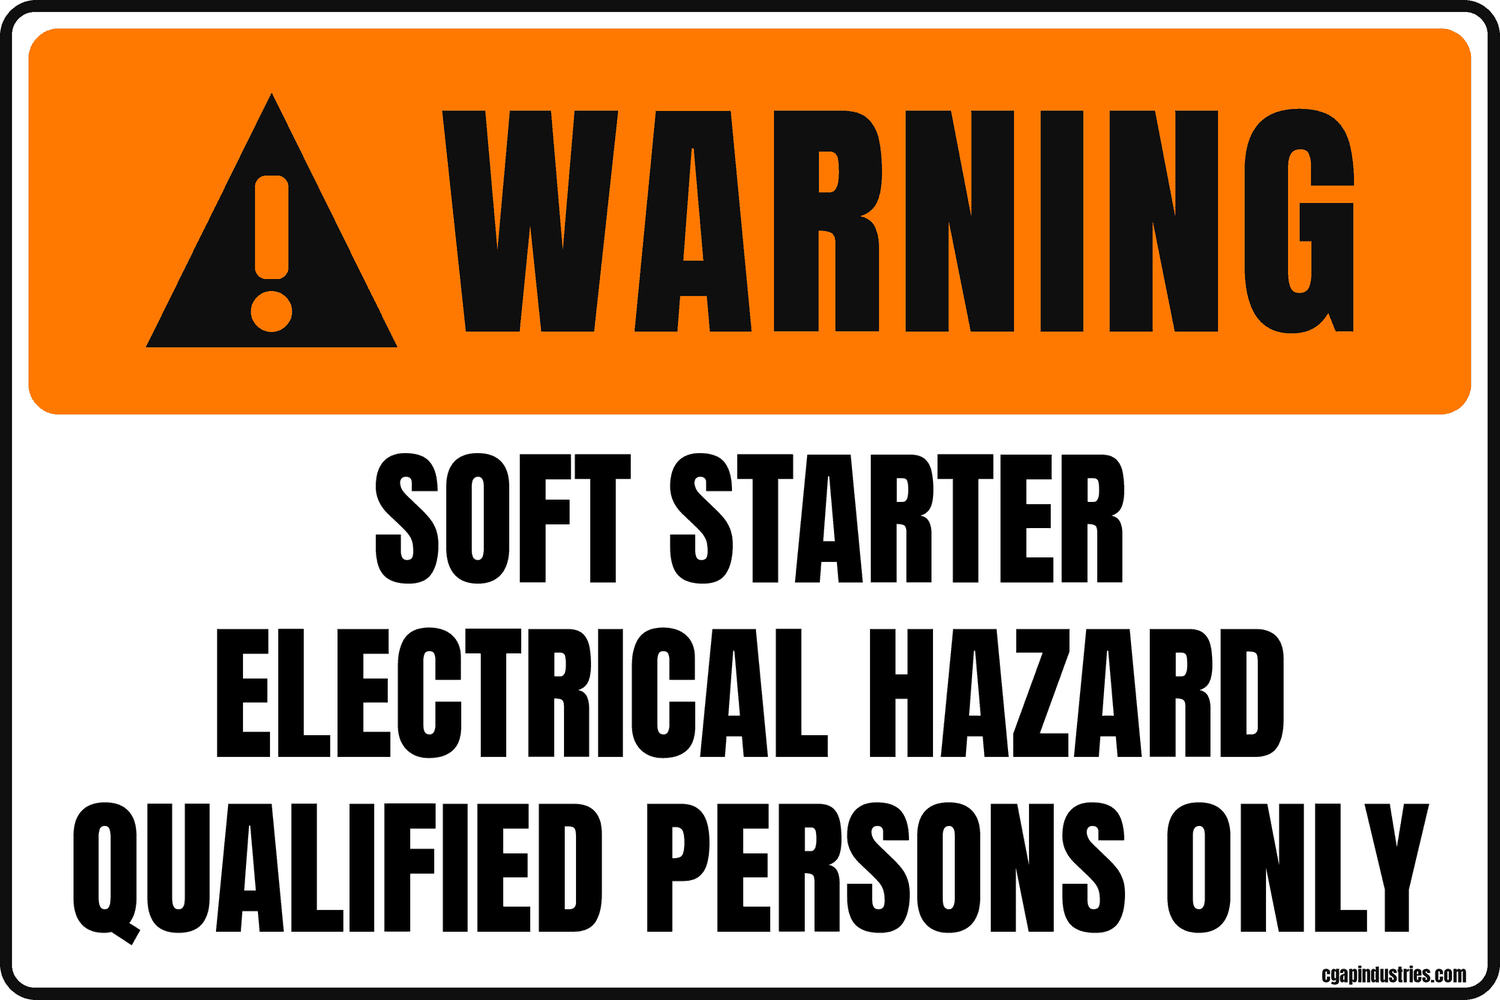 WARNING
SOFT STARTER
ELECTRICAL HAZARD
QUALIFIED PERSONS ONLY
cgapindustries.com